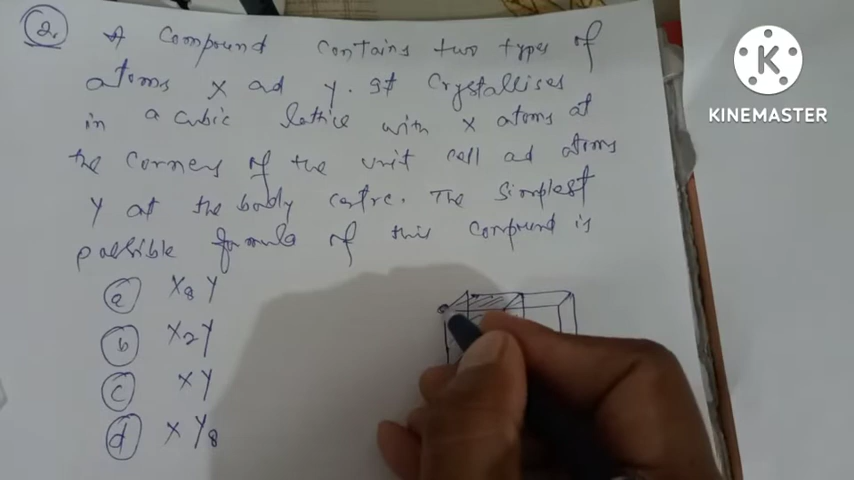 2. A compound contains two types of
atoms X ad Y. It crystallises
in a cubic lattice with X atoms at
the corners of the unit cell ad atoms
Y at the body centre. The simplest
possible formula of this compound is
a X8Y
b X2Y
c XY
d XY8
KINEMASTER